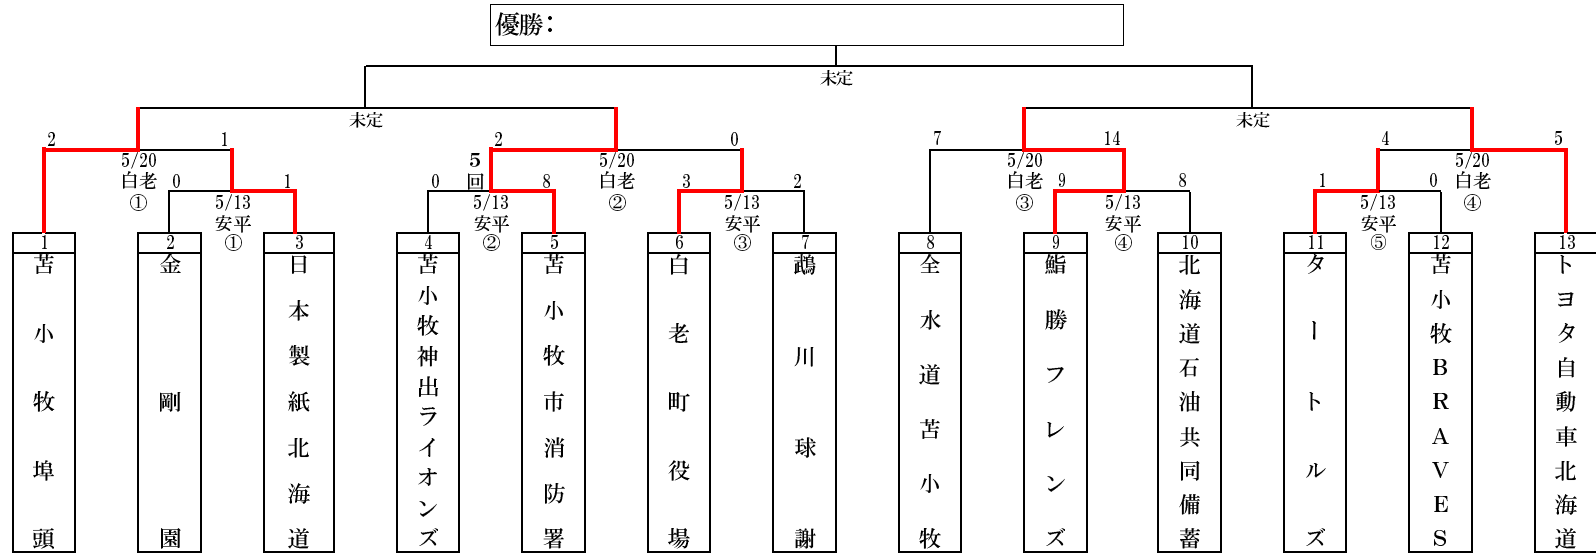 優勝：
未定
未定
未定
2
1
5
2
0
7
14
4
5
5/20
白老
①
5/20
白老
②
5/20
白老
③
5/20
白老
④
0
1
0
回
8
3
2
9
8
1
0
5/13
安平
①
5/13
安平
②
5/13
安平
③
5/13
安平
④
5/13
安平
⑤
1
苫小牧埠頭
2
金剛園
3
日本製紙北海道
4
苫小牧神出ライオンズ
5
苫小牧市消防署
6
白老町役場
7
鵡川球謝
8
全水道苫小牧
9
鮨勝フレンズ
10
北海道石油共同備蓄
11
タートルズ
12
苫小牧BRAVES
13
トヨタ自動車北海道